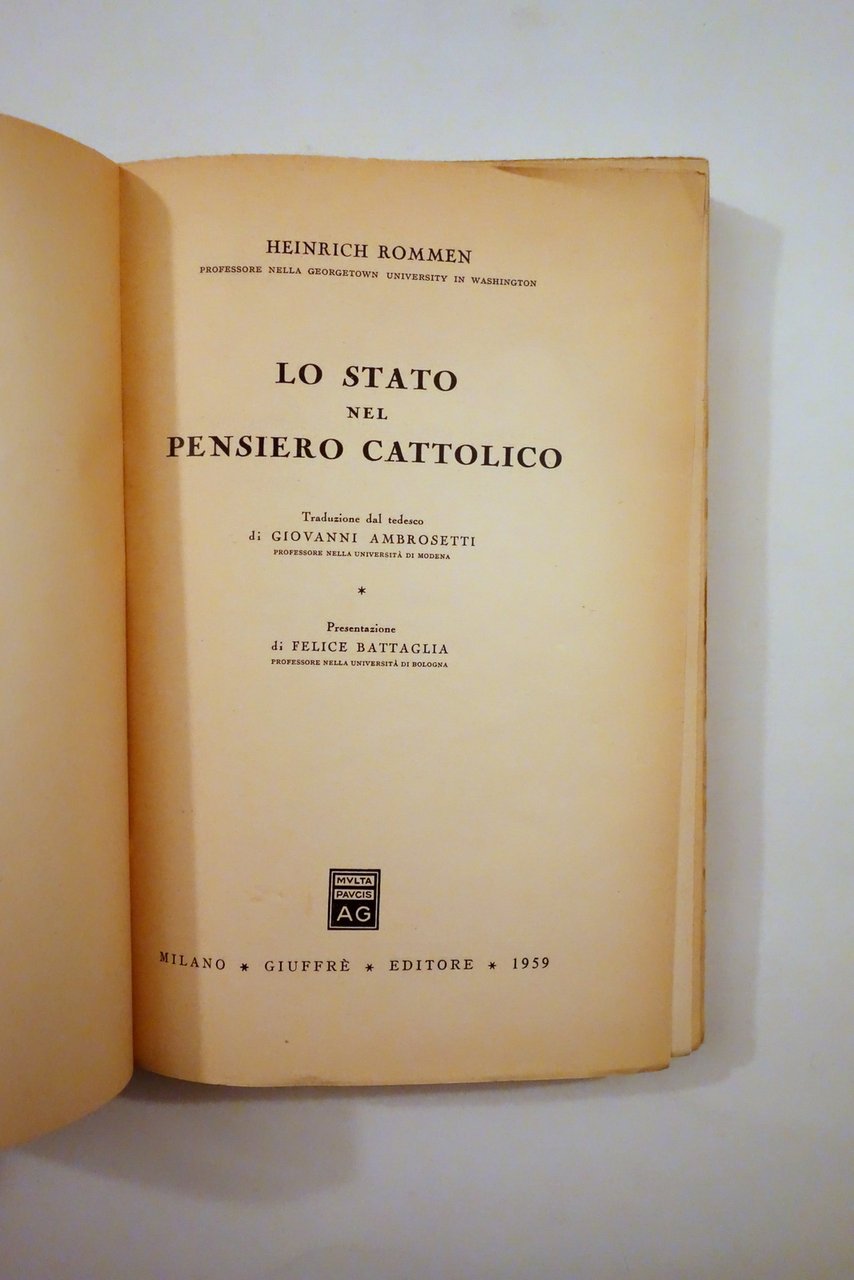 HEINRICH ROMMEN
PROFESSORE NELLA GEORGETOWN UNIVERSITY IN WASHINGTON
LO STATO
NEL
PENSIERO CATTOLICO
Traduzione dal tedesco
di GIOVANNI AMBROSETTI
PROFESSORE NELLA UNIVERSITÀ DI MODENA
*
Presentazione
di FELICE BATTAGLIA
PROFESSORE NELLA UNIVERSITÀ DI BOLOGNA
MVLTA
PAVCIS
AG
MILANO * GIUFFRÈ * EDITORE * 1959